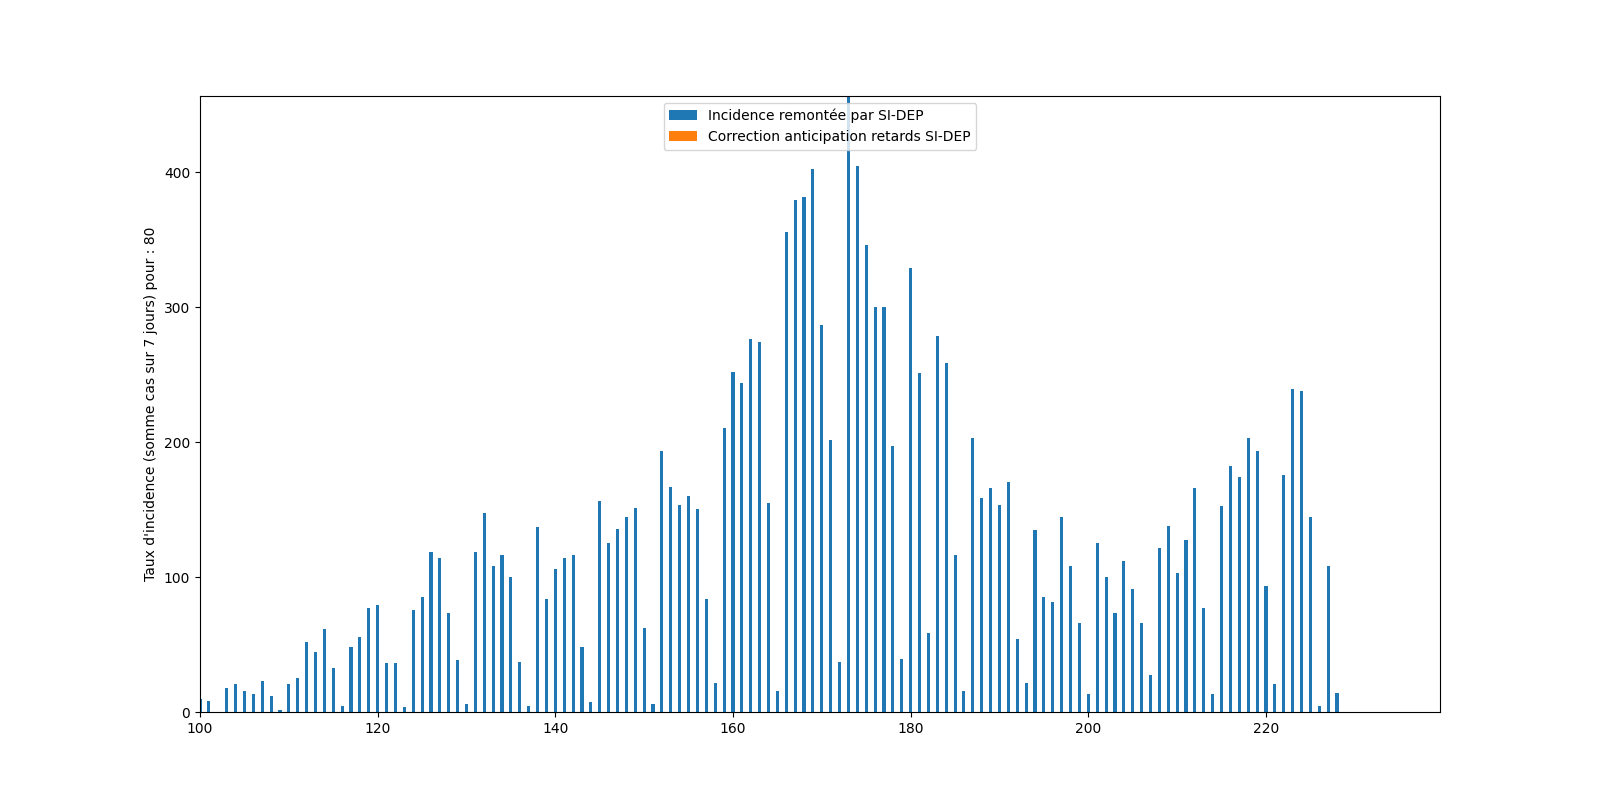 Incidence remontée par SI-DEP
Correction anticipation retards SI-DEP
Taux d'incidence (somme cas sur 7 jours) pour : 80
400
300
200
100
0
100 120 140 160 180 200 220